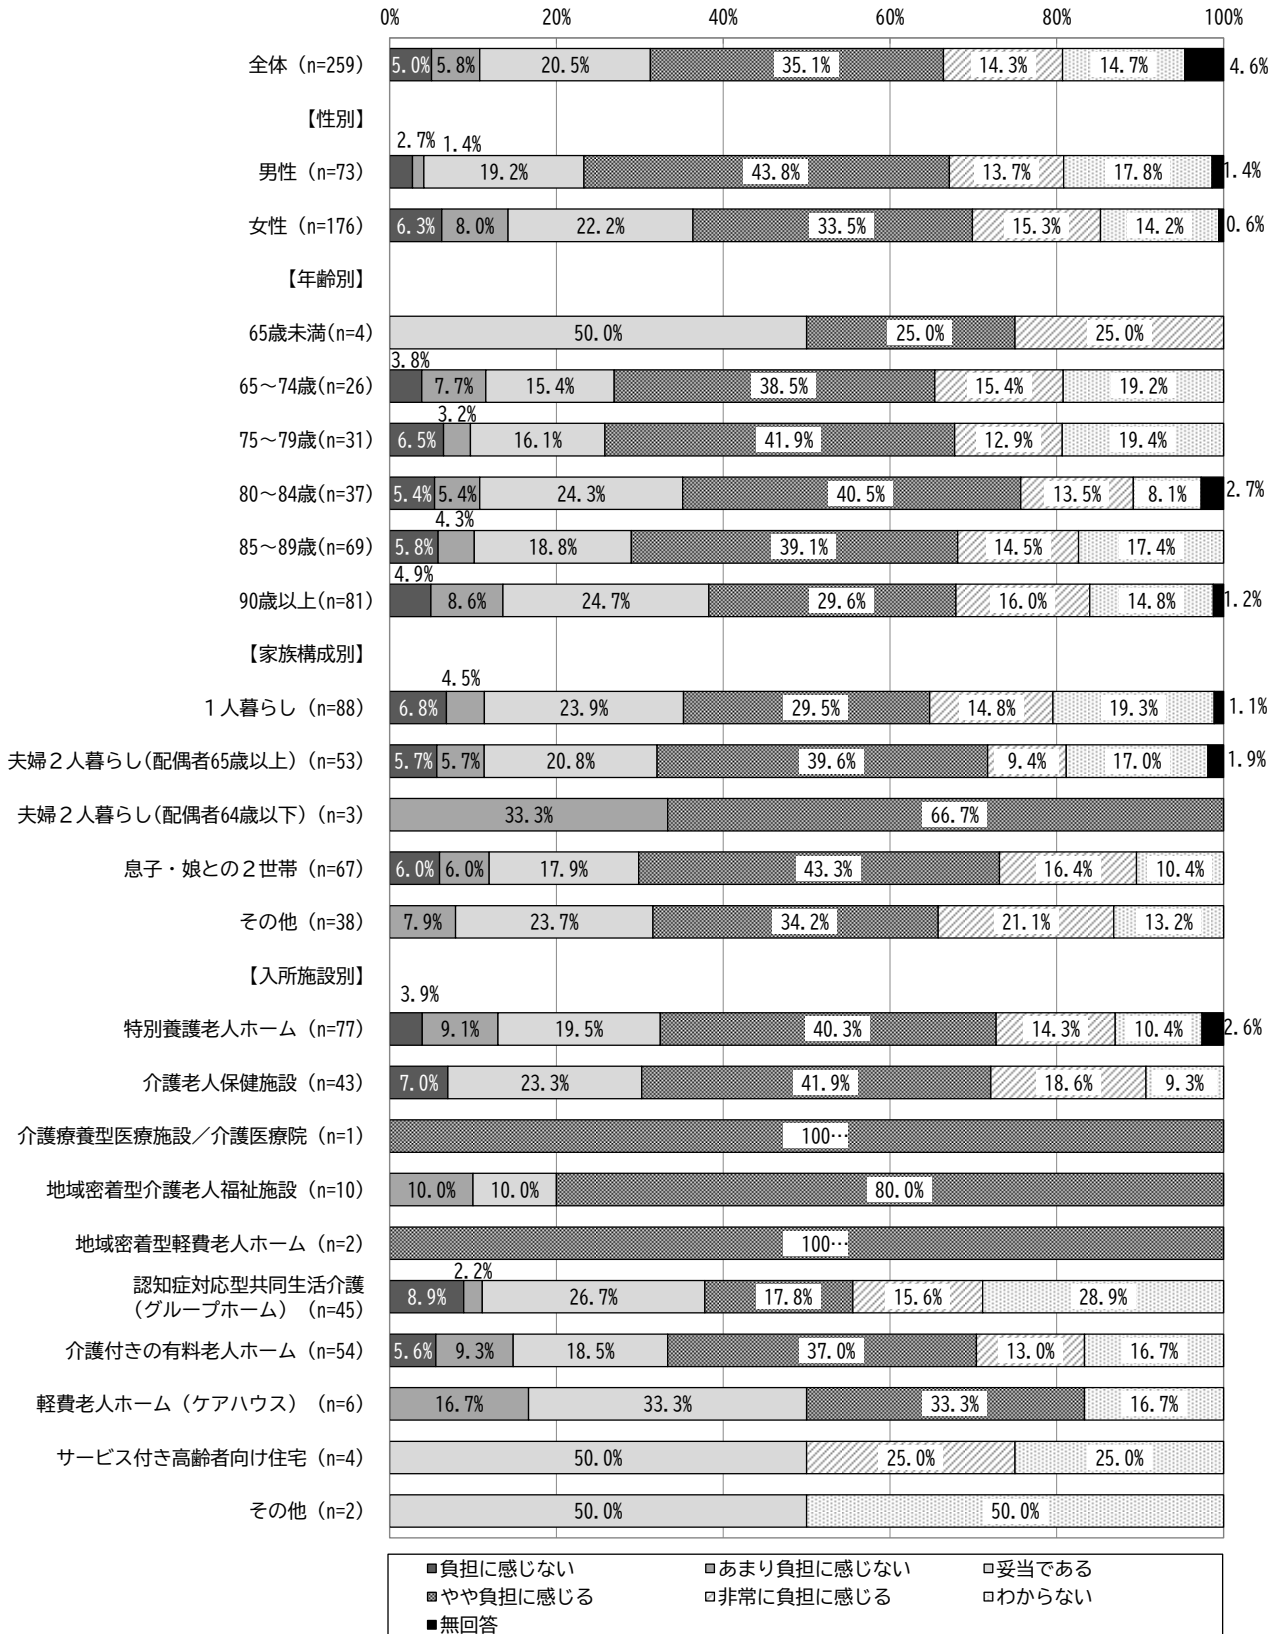 0% 20% 40% 60% 80% 100%
全体（n=259） 5.0% 5.8% 20.5% 35.1% 14.3% 14.7% 4.6%
【性別】
2.7% 1.4%
男性（n=73） 19.2% 43.8% 13.7% 17.8% 1.4%
女性（n=176） 6.3% 8.0% 22.2% 33.5% 15.3% 14.2% 0.6%
【年齢別】
65歳未満(n=4) 50.0% 25.0% 25.0%
3.8%
65～74歳(n=26) 7.7% 15.4% 38.5% 15.4% 19.2%
3.2%
75～79歳(n=31) 6.5% 16.1% 41.9% 12.9% 19.4%
80～84歳(n=37) 5.4% 5.4% 24.3% 40.5% 13.5% 8.1% 2.7%
4.3%
85～89歳(n=69) 5.8% 18.8% 39.1% 14.5% 17.4%
4.9%
90歳以上(n=81) 8.6% 24.7% 29.6% 16.0% 14.8% 1.2%
【家族構成別】
4.5%
１人暮らし（n=88） 6.8% 23.9% 29.5% 14.8% 19.3% 1.1%
夫婦２人暮らし(配偶者65歳以上)（n=53） 5.7% 5.7% 20.8% 39.6% 9.4% 17.0% 1.9%
夫婦２人暮らし(配偶者64歳以下)（n=3） 33.3% 66.7%
息子・娘との２世帯（n=67） 6.0% 6.0% 17.9% 43.3% 16.4% 10.4%
その他（n=38） 7.9% 23.7% 34.2% 21.1% 13.2%
【入所施設別】
3.9%
特別養護老人ホーム（n=77） 9.1% 19.5% 40.3% 14.3% 10.4% 2.6%
介護老人保健施設（n=43） 7.0% 23.3% 41.9% 18.6% 9.3%
介護療養型医療施設／介護医療院（n=1） 100…
地域密着型介護老人福祉施設（n=10） 10.0% 10.0% 80.0%
地域密着型軽費老人ホーム（n=2） 100…
2.2%
認知症対応型共同生活介護
（グループホーム）（n=45） 8.9% 26.7% 17.8% 15.6% 28.9%
介護付きの有料老人ホーム（n=54） 5.6% 9.3% 18.5% 37.0% 13.0% 16.7%
軽費老人ホーム（ケアハウス）（n=6） 16.7% 33.3% 33.3% 16.7%
サービス付き高齢者向け住宅（n=4） 50.0% 25.0% 25.0%
その他（n=2） 50.0% 50.0%
負担に感じない あまり負担に感じない 妥当である
やや負担に感じる 非常に負担に感じる わからない
無回答